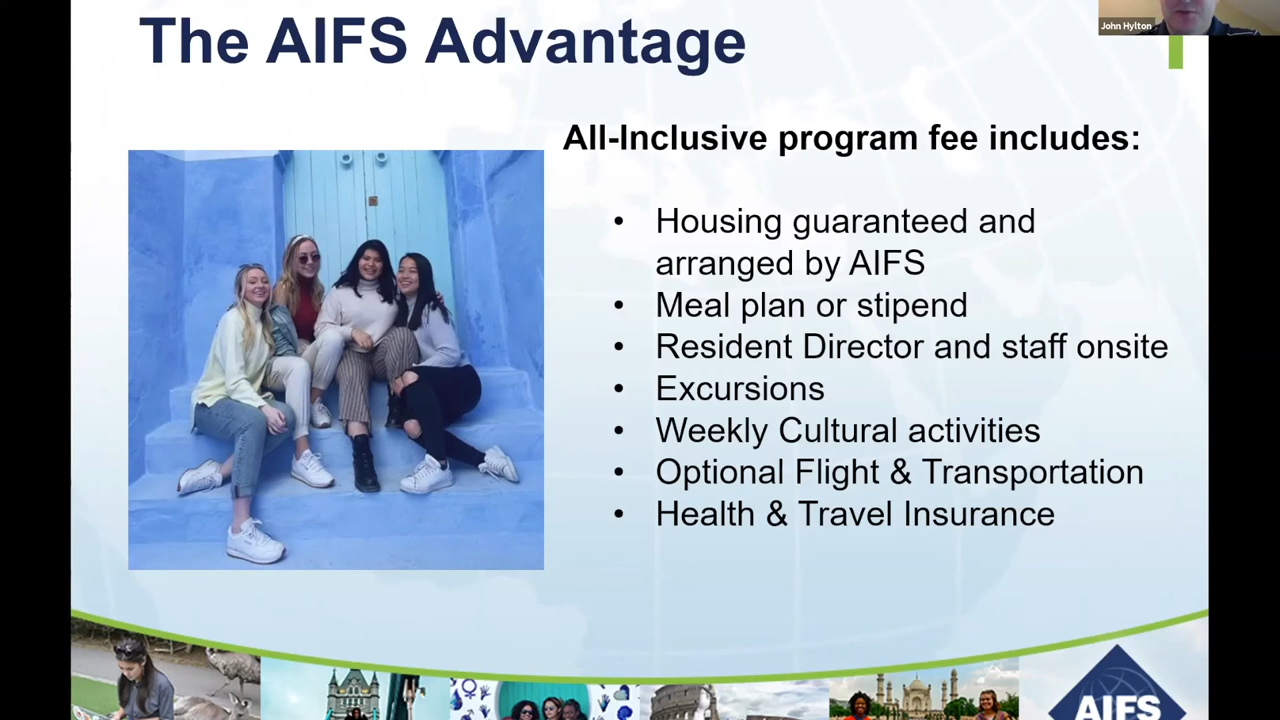 The AIFS Advantage
John Hylton
All-Inclusive program fee includes:
• Housing guaranteed and
arranged by AIFS
• Meal plan or stipend
• Resident Director and staff onsite
• Excursions
• Weekly Cultural activities
• Optional Flight & Transportation
• Health & Travel Insurance
AIFS